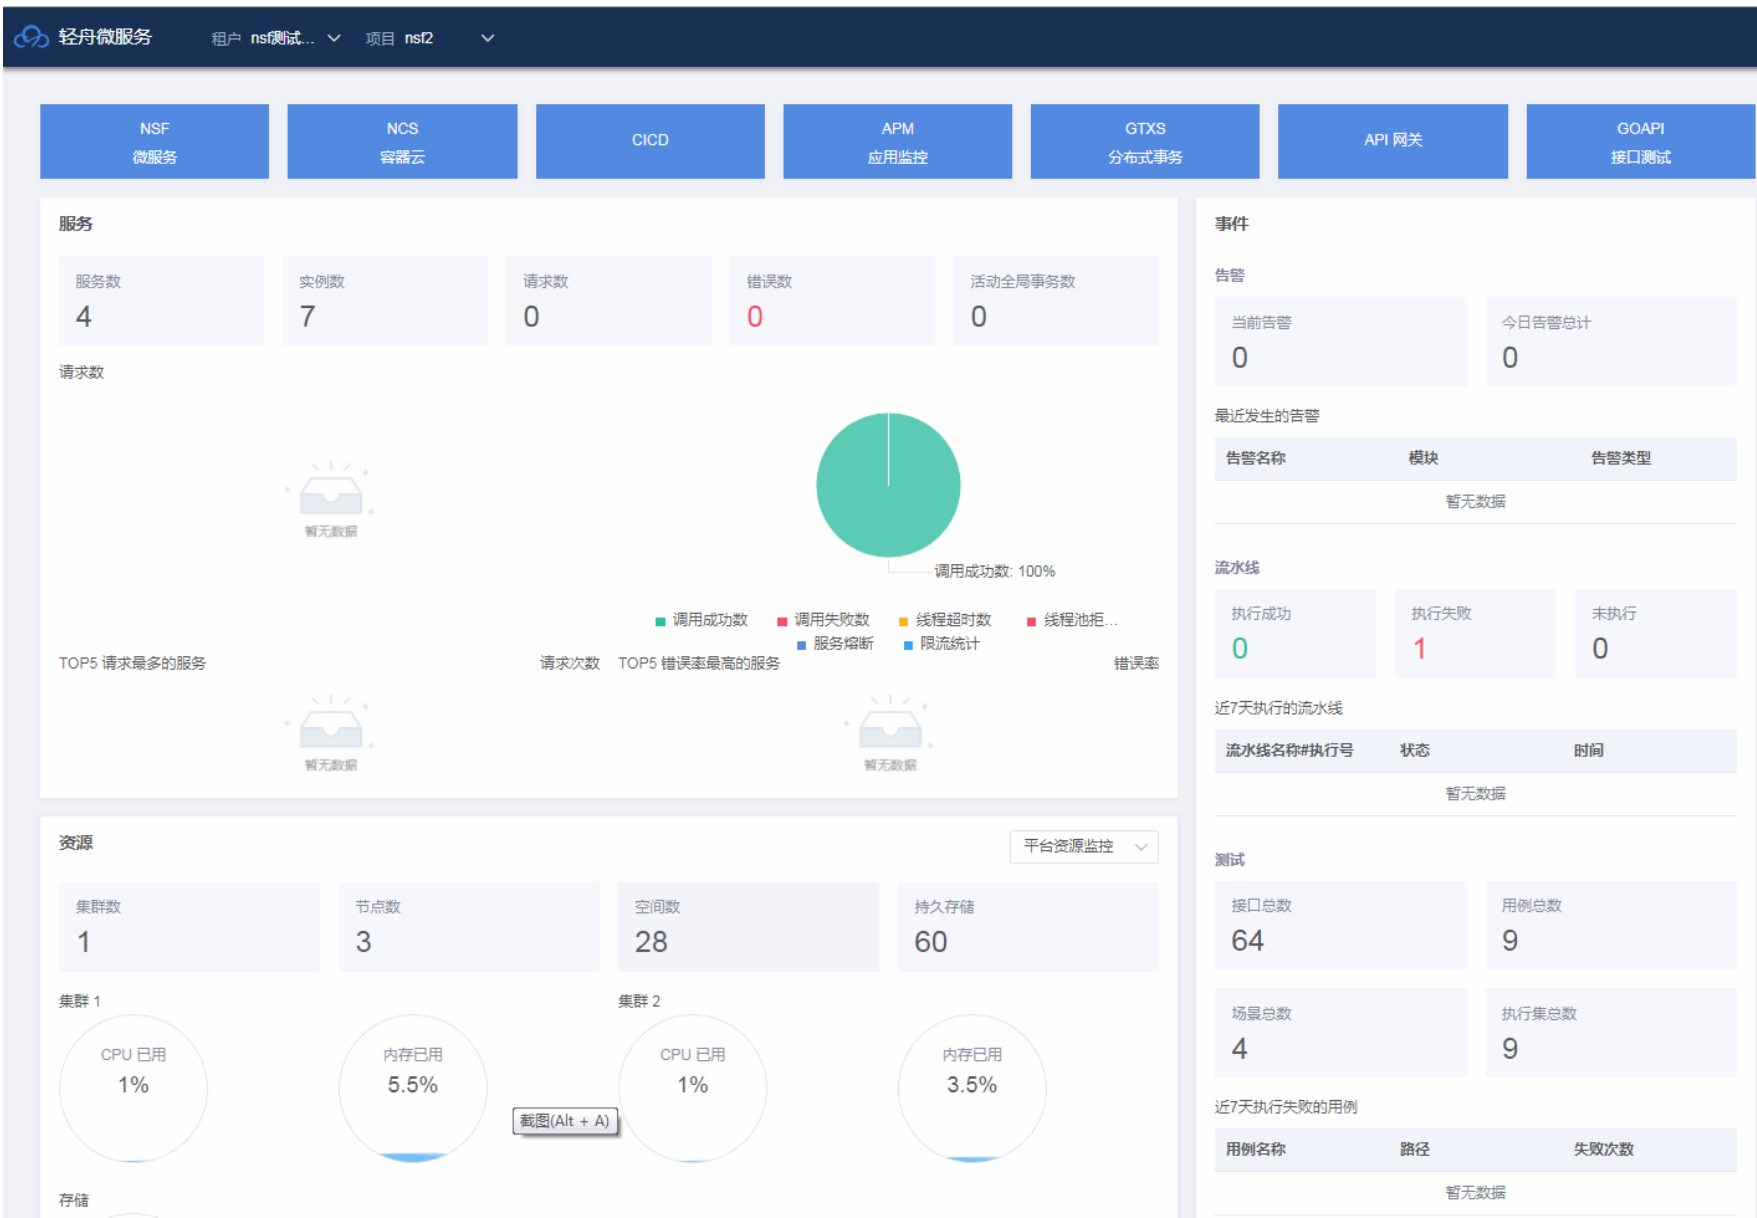 轻舟微服务
租户 nsf测试... 项目 nsf2
NSF
微服务
NCS
容器云
CICD
APM
应用监控
GTXS
分布式事务
API 网关
GOAPI
接口测试
服务
服务数
4
实例数
7
请求数
0
错误数
0
活动全局事务数
0
请求数
暂无数据
调用成功数: 100%
调用成功数 调用失败数 线程超时数 线程池拒...
服务熔断 限流统计
TOP5 请求最多的服务 请求次数
暂无数据
TOP5 错误率最高的服务 错误率
暂无数据
资源
平台资源监控
集群数
1
节点数
3
空间数
28
持久存储
60
集群 1
CPU 已用
1%
内存已用
5.5%
集群 2
CPU 已用
1%
内存已用
3.5%
截图(Alt + A)
存储
事件
告警
当前告警
0
今日告警总计
0
最近发生的告警
告警名称 模块 告警类型
暂无数据
流水线
执行成功
0
执行失败
1
未执行
0
近7天执行的流水线
流水线名称#执行号 状态 时间
暂无数据
测试
接口总数
64
用例总数
9
场景总数
4
执行集总数
9
近7天执行失败的用例
用例名称 路径 失败次数
暂无数据